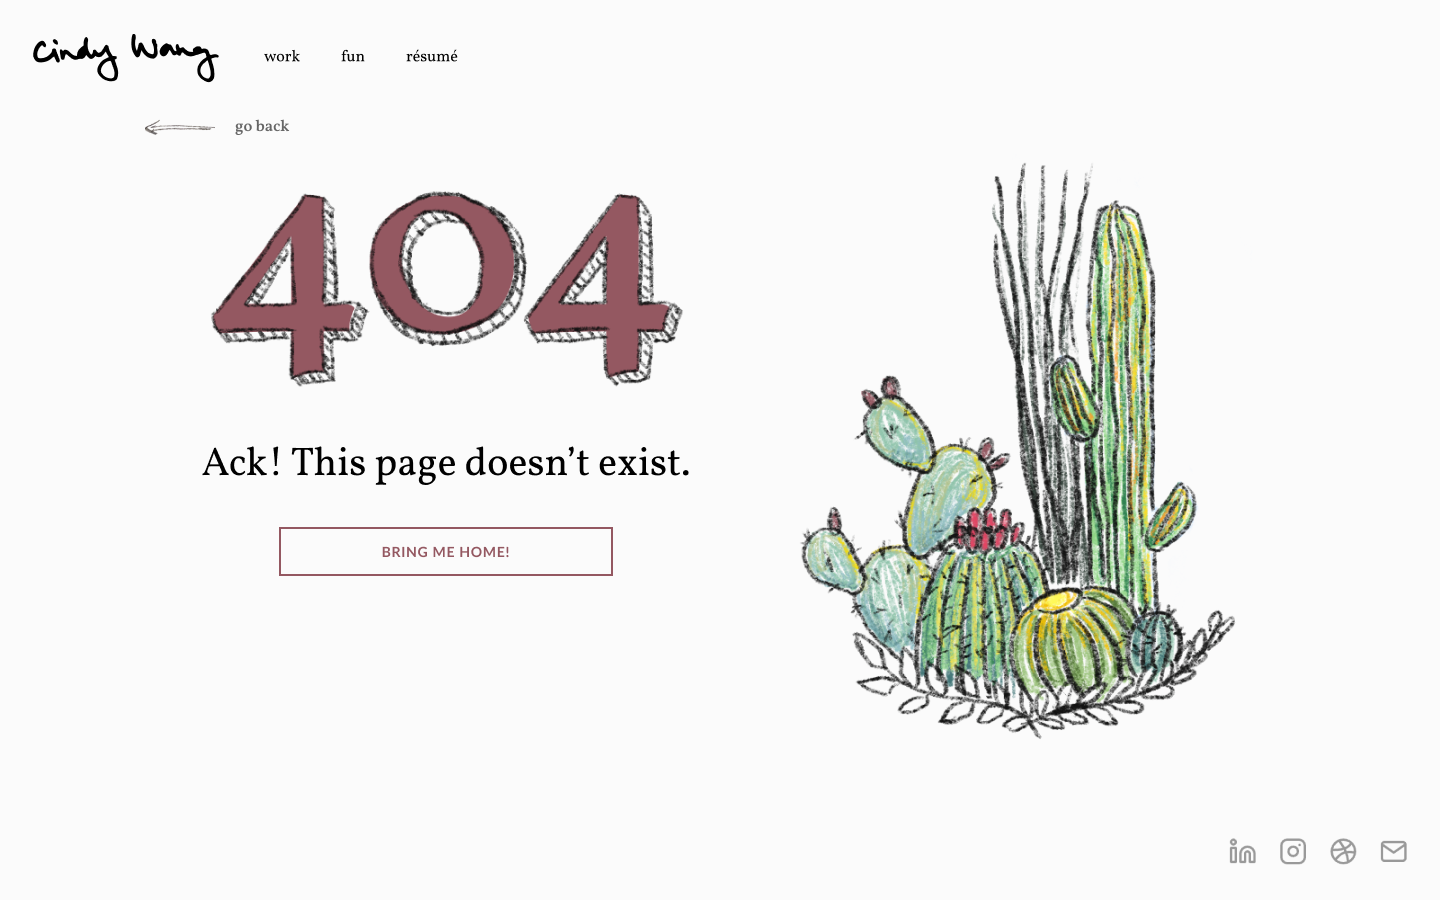 Cindy Wang
work fun résumé
go back
404
Ack! This page doesn’t exist.
BRING ME HOME!